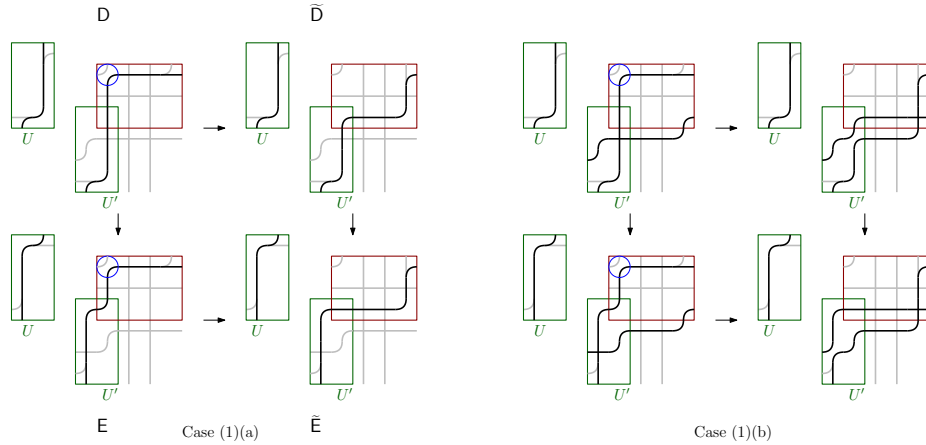 D D̃
U U U U
U′ U′ U′ U′
U U U U
U′ U′ U′ U′
E Ẽ
Case (1)(a) Case (1)(b)